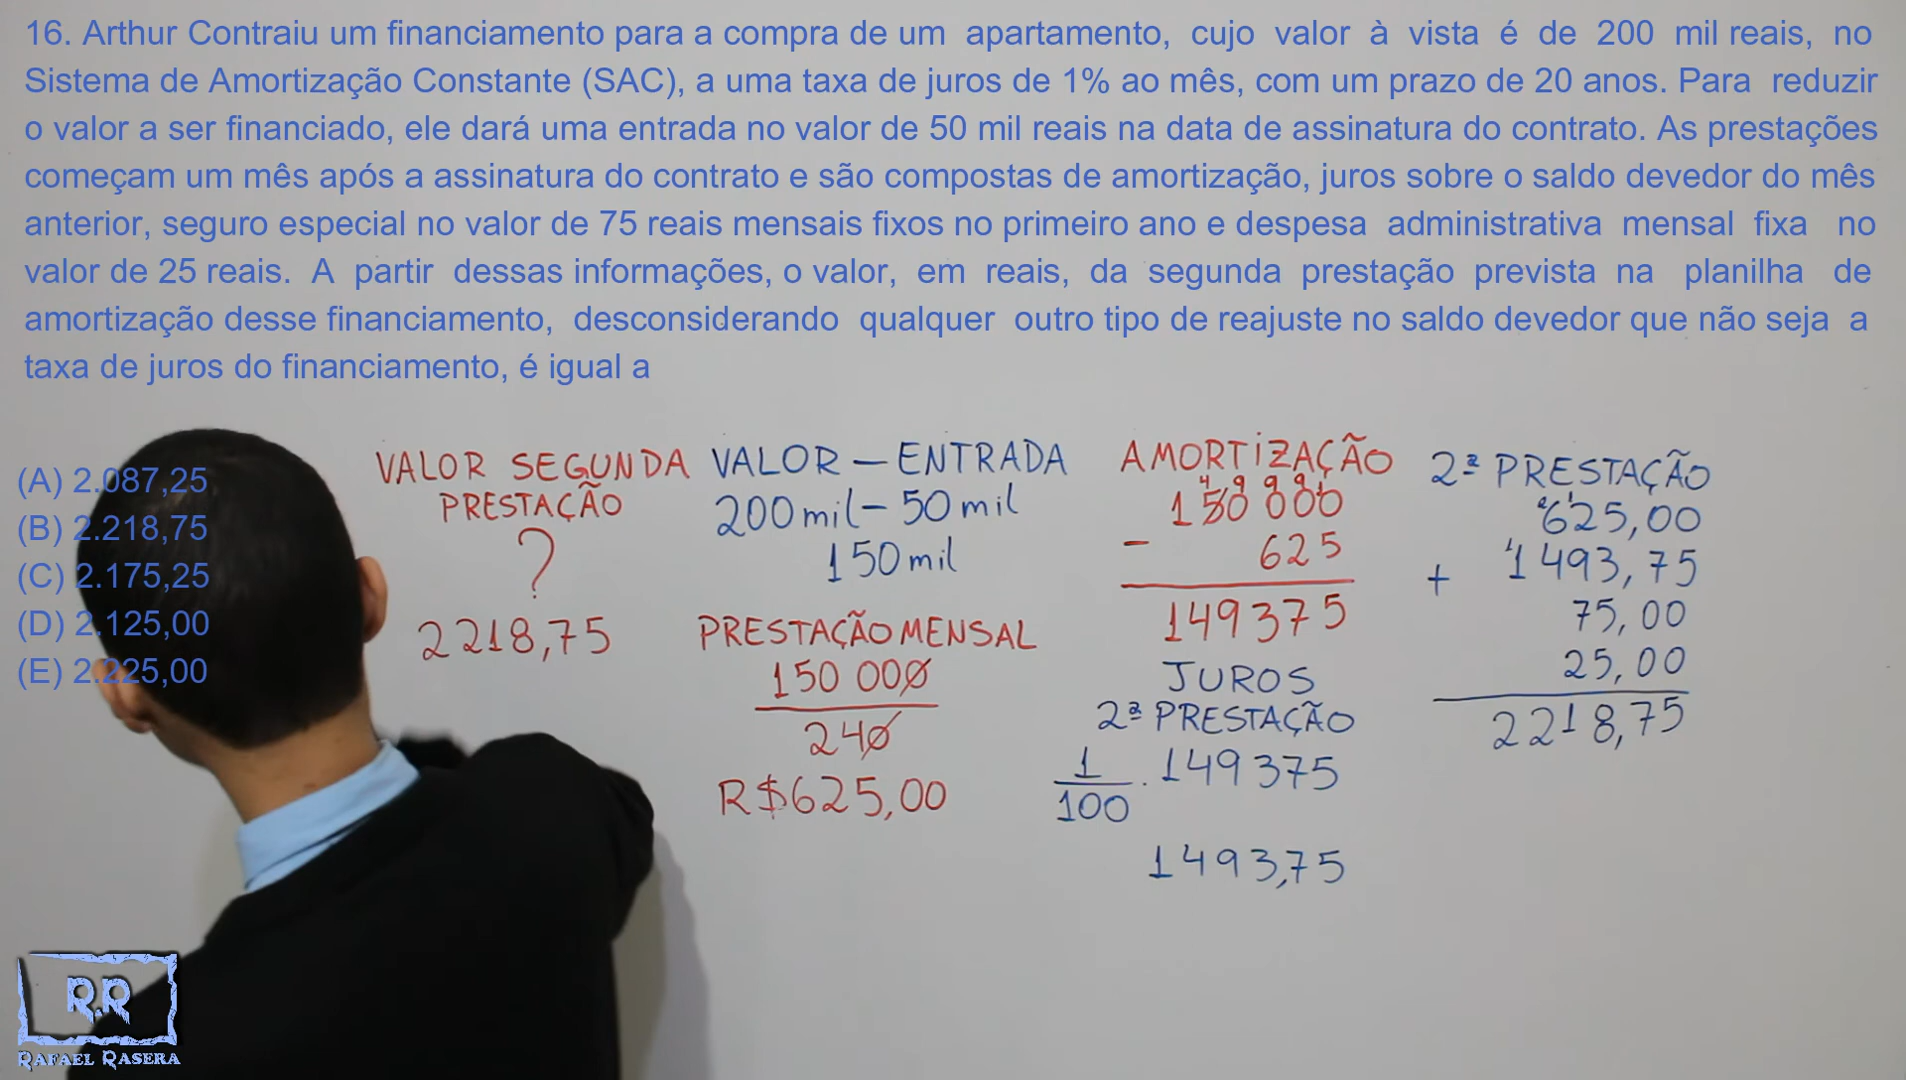 16. Arthur Contraiu um financiamento para a compra de um apartamento, cujo valor à vista é de 200 mil reais, no
Sistema de Amortização Constante (SAC), a uma taxa de juros de 1% ao mês, com um prazo de 20 anos. Para reduzir
o valor a ser financiado, ele dará uma entrada no valor de 50 mil reais na data de assinatura do contrato. As prestações
começam um mês após a assinatura do contrato e são compostas de amortização, juros sobre o saldo devedor do mês
anterior, seguro especial no valor de 75 reais mensais fixos no primeiro ano e despesa administrativa mensal fixa no
valor de 25 reais. A partir dessas informações, o valor, em reais, da segunda prestação prevista na planilha de
amortização desse financiamento, desconsiderando qualquer outro tipo de reajuste no saldo devedor que não seja a
taxa de juros do financiamento, é igual a
(A) 2.087,25
(B) 2.218,75
(C) 2.175,25
(D) 2.125,00
(E) 2.225,00
VALOR SEGUNDA
PRESTAÇÃO
?
2218,75
VALOR – ENTRADA
200 mil – 50 mil
150 mil
PRESTAÇÃO MENSAL
150 000
240
R$ 625,00
AMORTIZAÇÃO
4 9 9 9 1
150 000
- 625
149375
JUROS
2ª PRESTAÇÃO
1
100
. 149375
1493,75
2ª PRESTAÇÃO
2 1
625,00
1
+ 1493,75
75,00
25,00
2218,75
R.R
RAFAEL RASERA